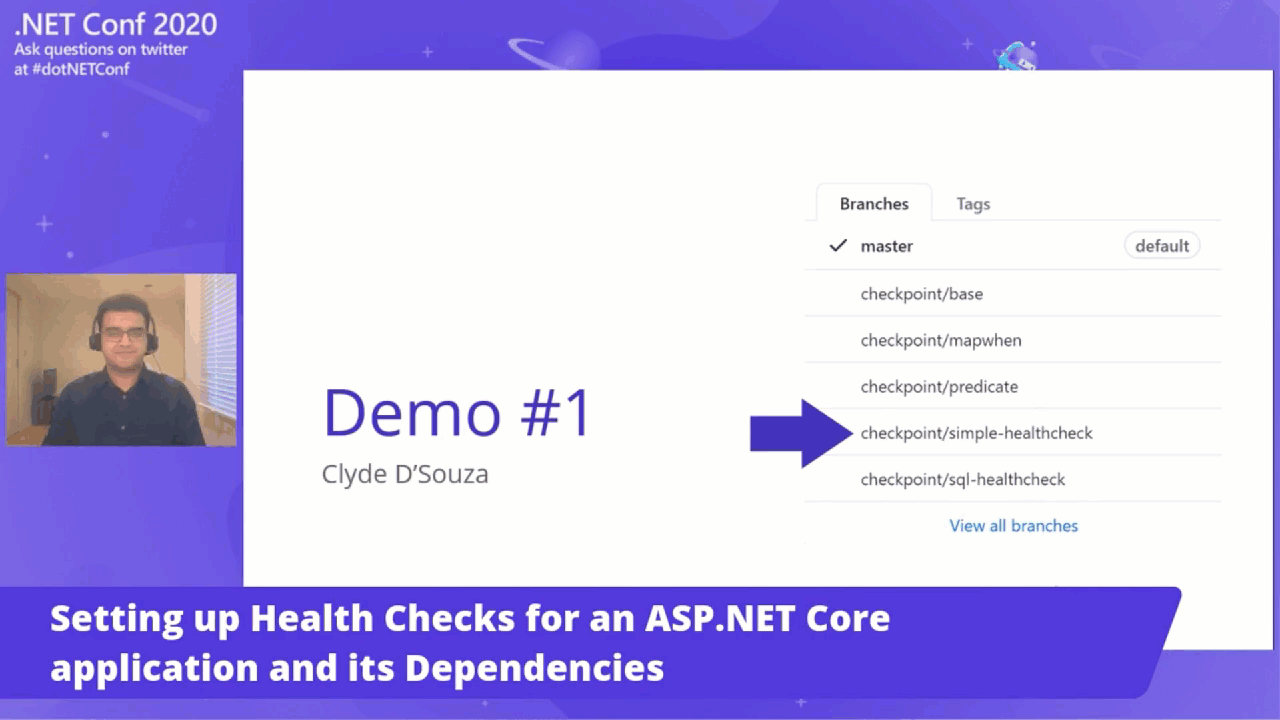 .NET Conf 2020
Ask questions on twitter
at #dotNETConf
Demo #1
Clyde D’Souza
Branches
Tags
master
default
checkpoint/base
checkpoint/mapwhen
checkpoint/predicate
checkpoint/simple-healthcheck
checkpoint/sql-healthcheck
View all branches
Setting up Health Checks for an ASP.NET Core
application and its Dependencies